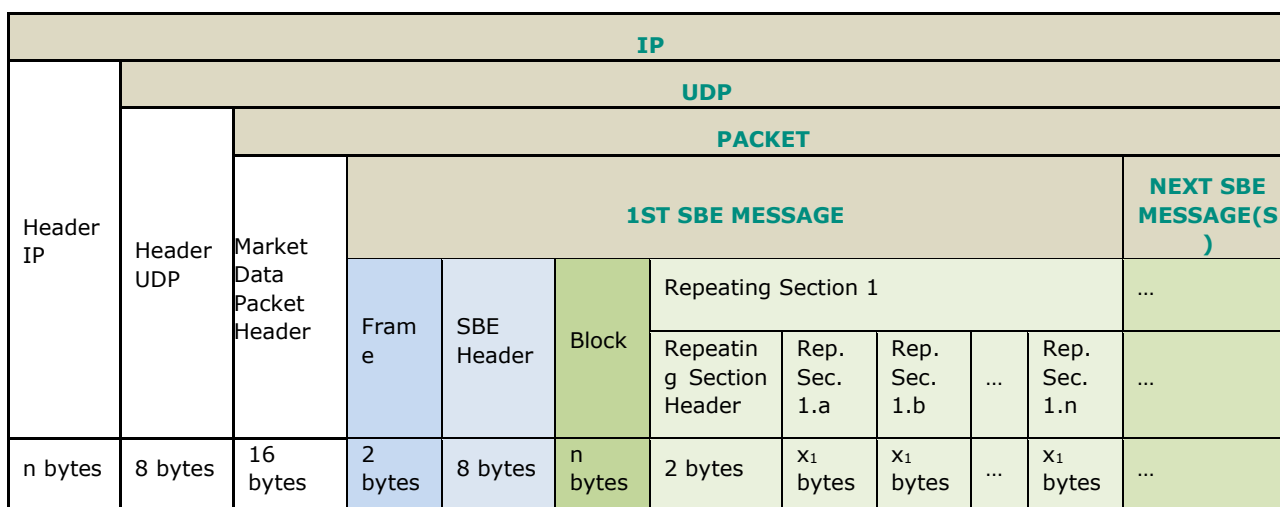 IP
UDP
PACKET
Header
IP
Header
UDP
Market
Data
Packet
Header
1ST SBE MESSAGE
NEXT SBE
MESSAGE(S
)
Fram
e
SBE
Header
Block
Repeating Section 1
…
Repeatin
g Section
Header
Rep.
Sec.
1.a
Rep.
Sec.
1.b
…
Rep.
Sec.
1.n
…
n bytes
8 bytes
16
bytes
2
bytes
8 bytes
n
bytes
2 bytes
x₁
bytes
x₁
bytes
…
x₁
bytes
…